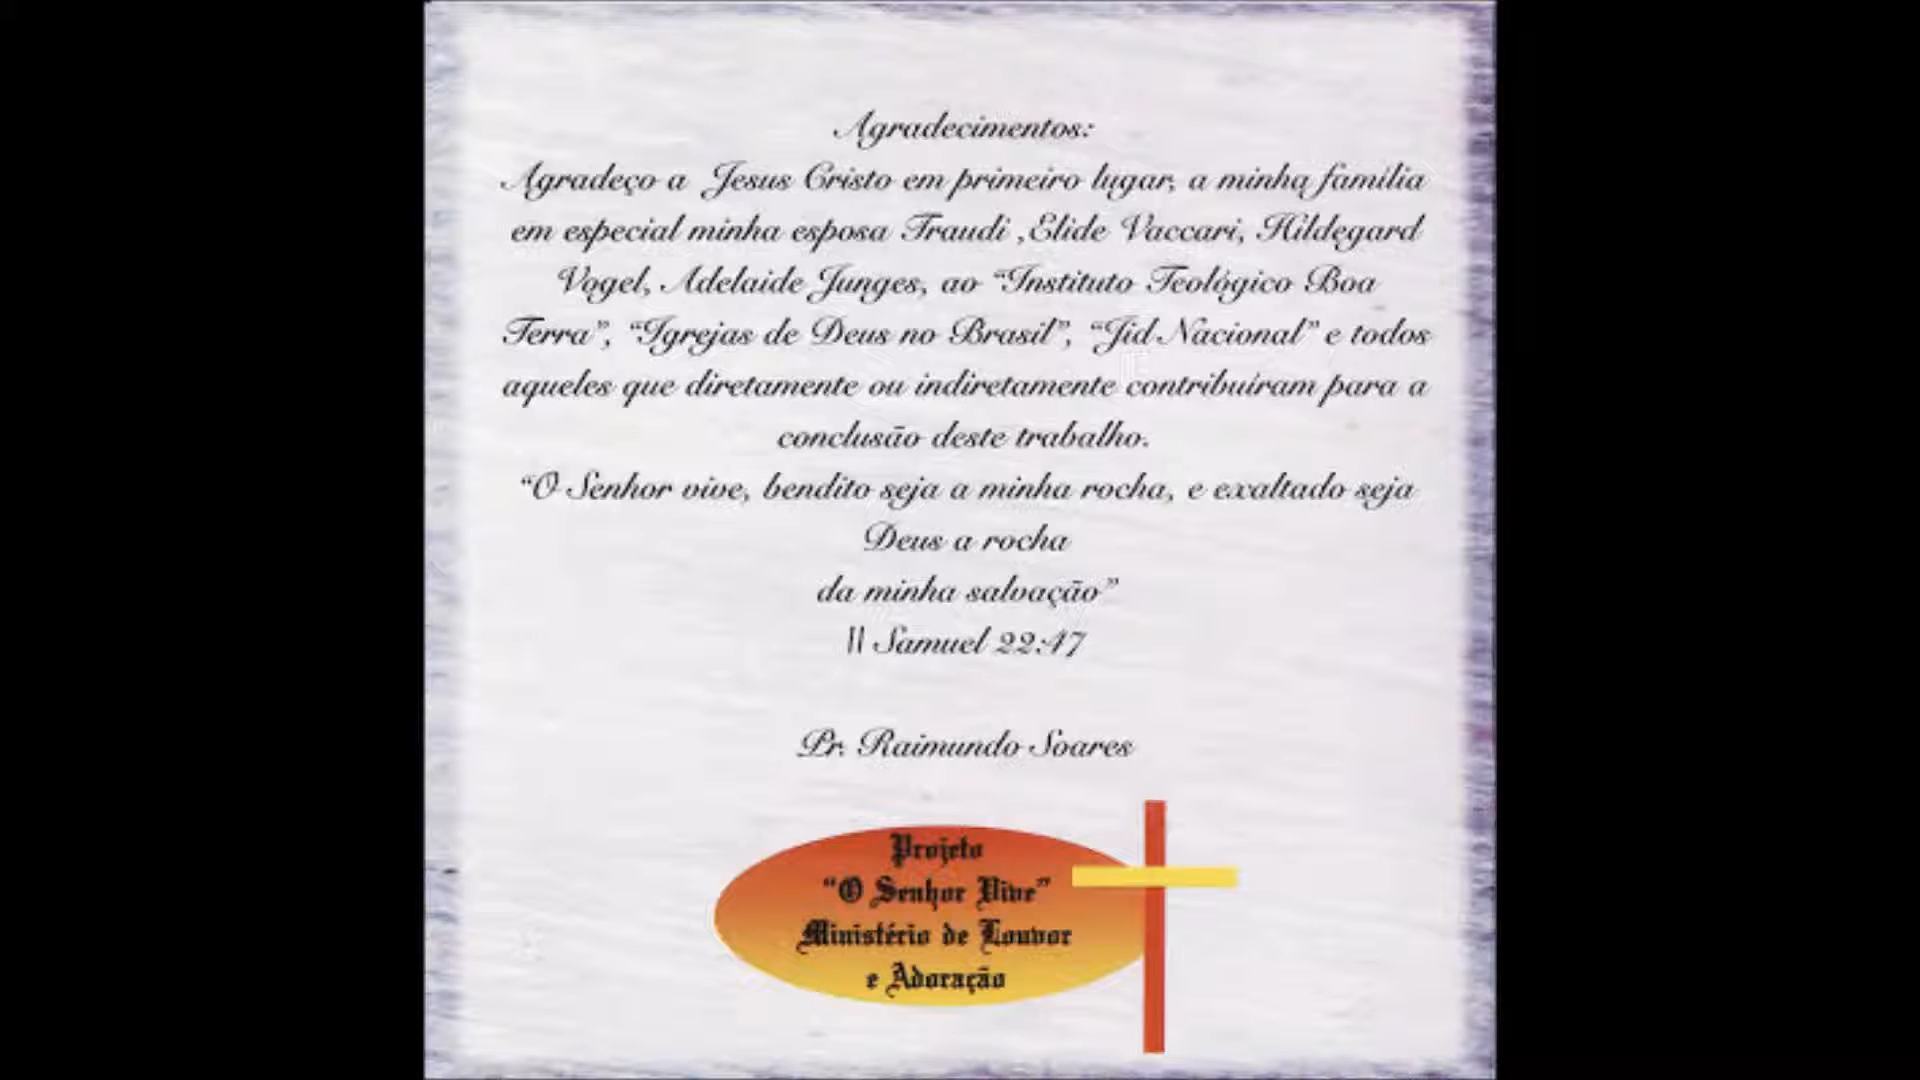 Agradecimentos:
Agradeço a Jesus Cristo em primeiro lugar, a minha família
em especial minha esposa Traudi ,Elide Vaccari, Hildegard
Vogel, Adelaide Junges, ao “Instituto Teológico Boa
Terra”, “Igrejas de Deus no Brasil”, “Jid Nacional” e todos
aqueles que diretamente ou indiretamente contribuíram para a
conclusão deste trabalho.
“O Senhor vive, bendito seja a minha rocha, e exaltado seja
Deus a rocha
da minha salvação”
II Samuel 22:47
Pr. Raimundo Soares
Projeto
“O Senhor Vive”
Ministério de Louvor
e Adoração